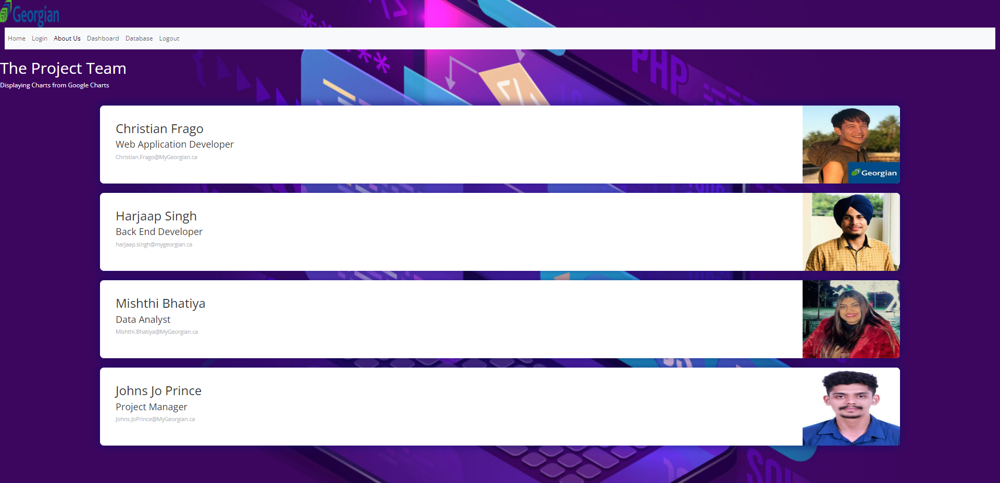 Georgian
Home Login About Us Dashboard Database Logout
The Project Team
Displaying Charts from Google Charts
PHP
Christian Frago
Web Application Developer
Christian.Frago@MyGeorgian.ca
Georgian
Harjaap Singh
Back End Developer
harjaap.singh@mygeorgian.ca
Mishthi Bhatiya
Data Analyst
Mishthi.Bhatiya@MyGeorgian.ca
Johns Jo Prince
Project Manager
Johns.JoPrince@MyGeorgian.ca